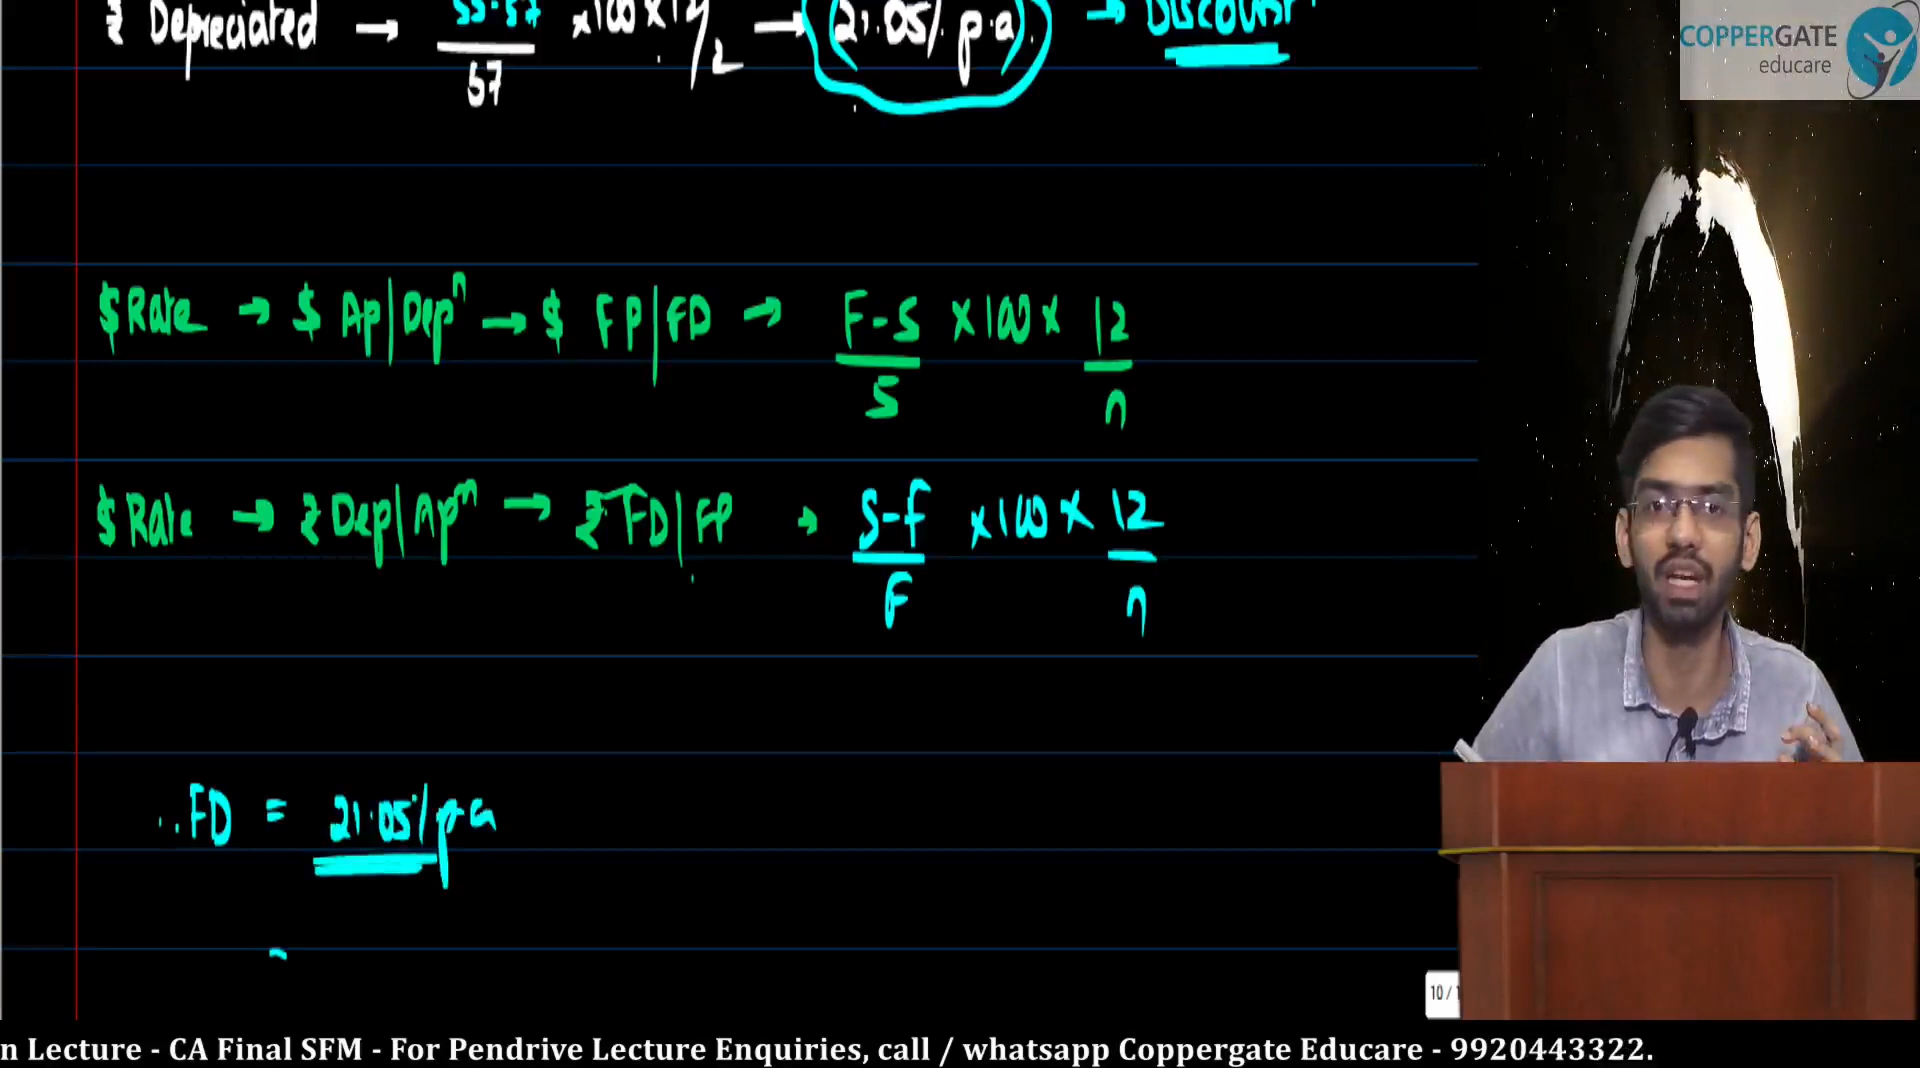 ₹ Depreciated → 55-57 / 57 ×100×12/2 → (21.05% p.a) → Discount
COPPERGATE
educare
$ Rate → $ Ap|Depⁿ → $ FP|FD → F-S / S ×100× 12 / n
$ Rate → ₹ Dep|Apⁿ → ₹ FD|FP → S-F / F ×100× 12 / n
∴ FD = 21.05% p.a
10 / 1
n Lecture - CA Final SFM - For Pendrive Lecture Enquiries, call / whatsapp Coppergate Educare - 9920443322.